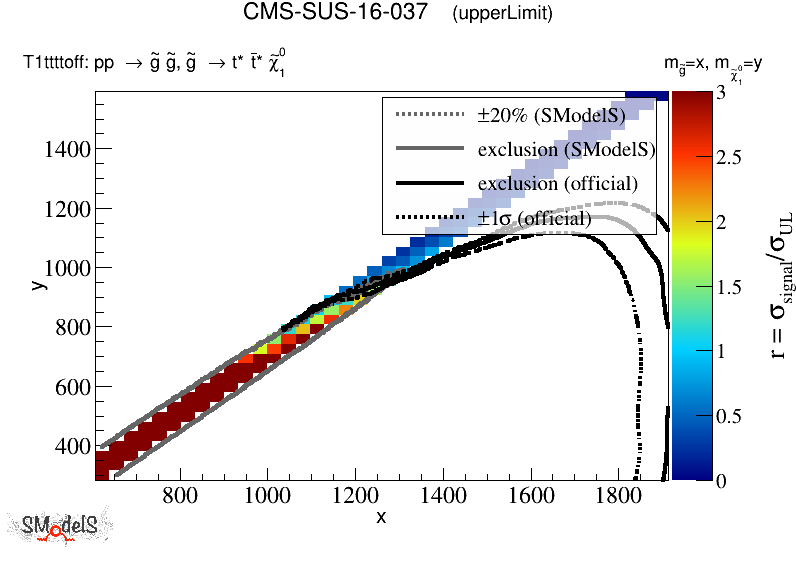 CMS-SUS-16-037 (upperLimit)
T1ttttoff: pp → g̃ g̃, g̃ → t* t̄* χ̃⁰₁
m_g̃=x, m_χ̃⁰₁=y
±20% (SModelS)
exclusion (SModelS)
exclusion (official)
±1σ (official)
3
2.5
2
1.5
1
0.5
0
r = σ_signal/σ_UL
1400
1200
1000
800
600
400
y
800 1000 1200 1400 1600 1800
x
SModelS